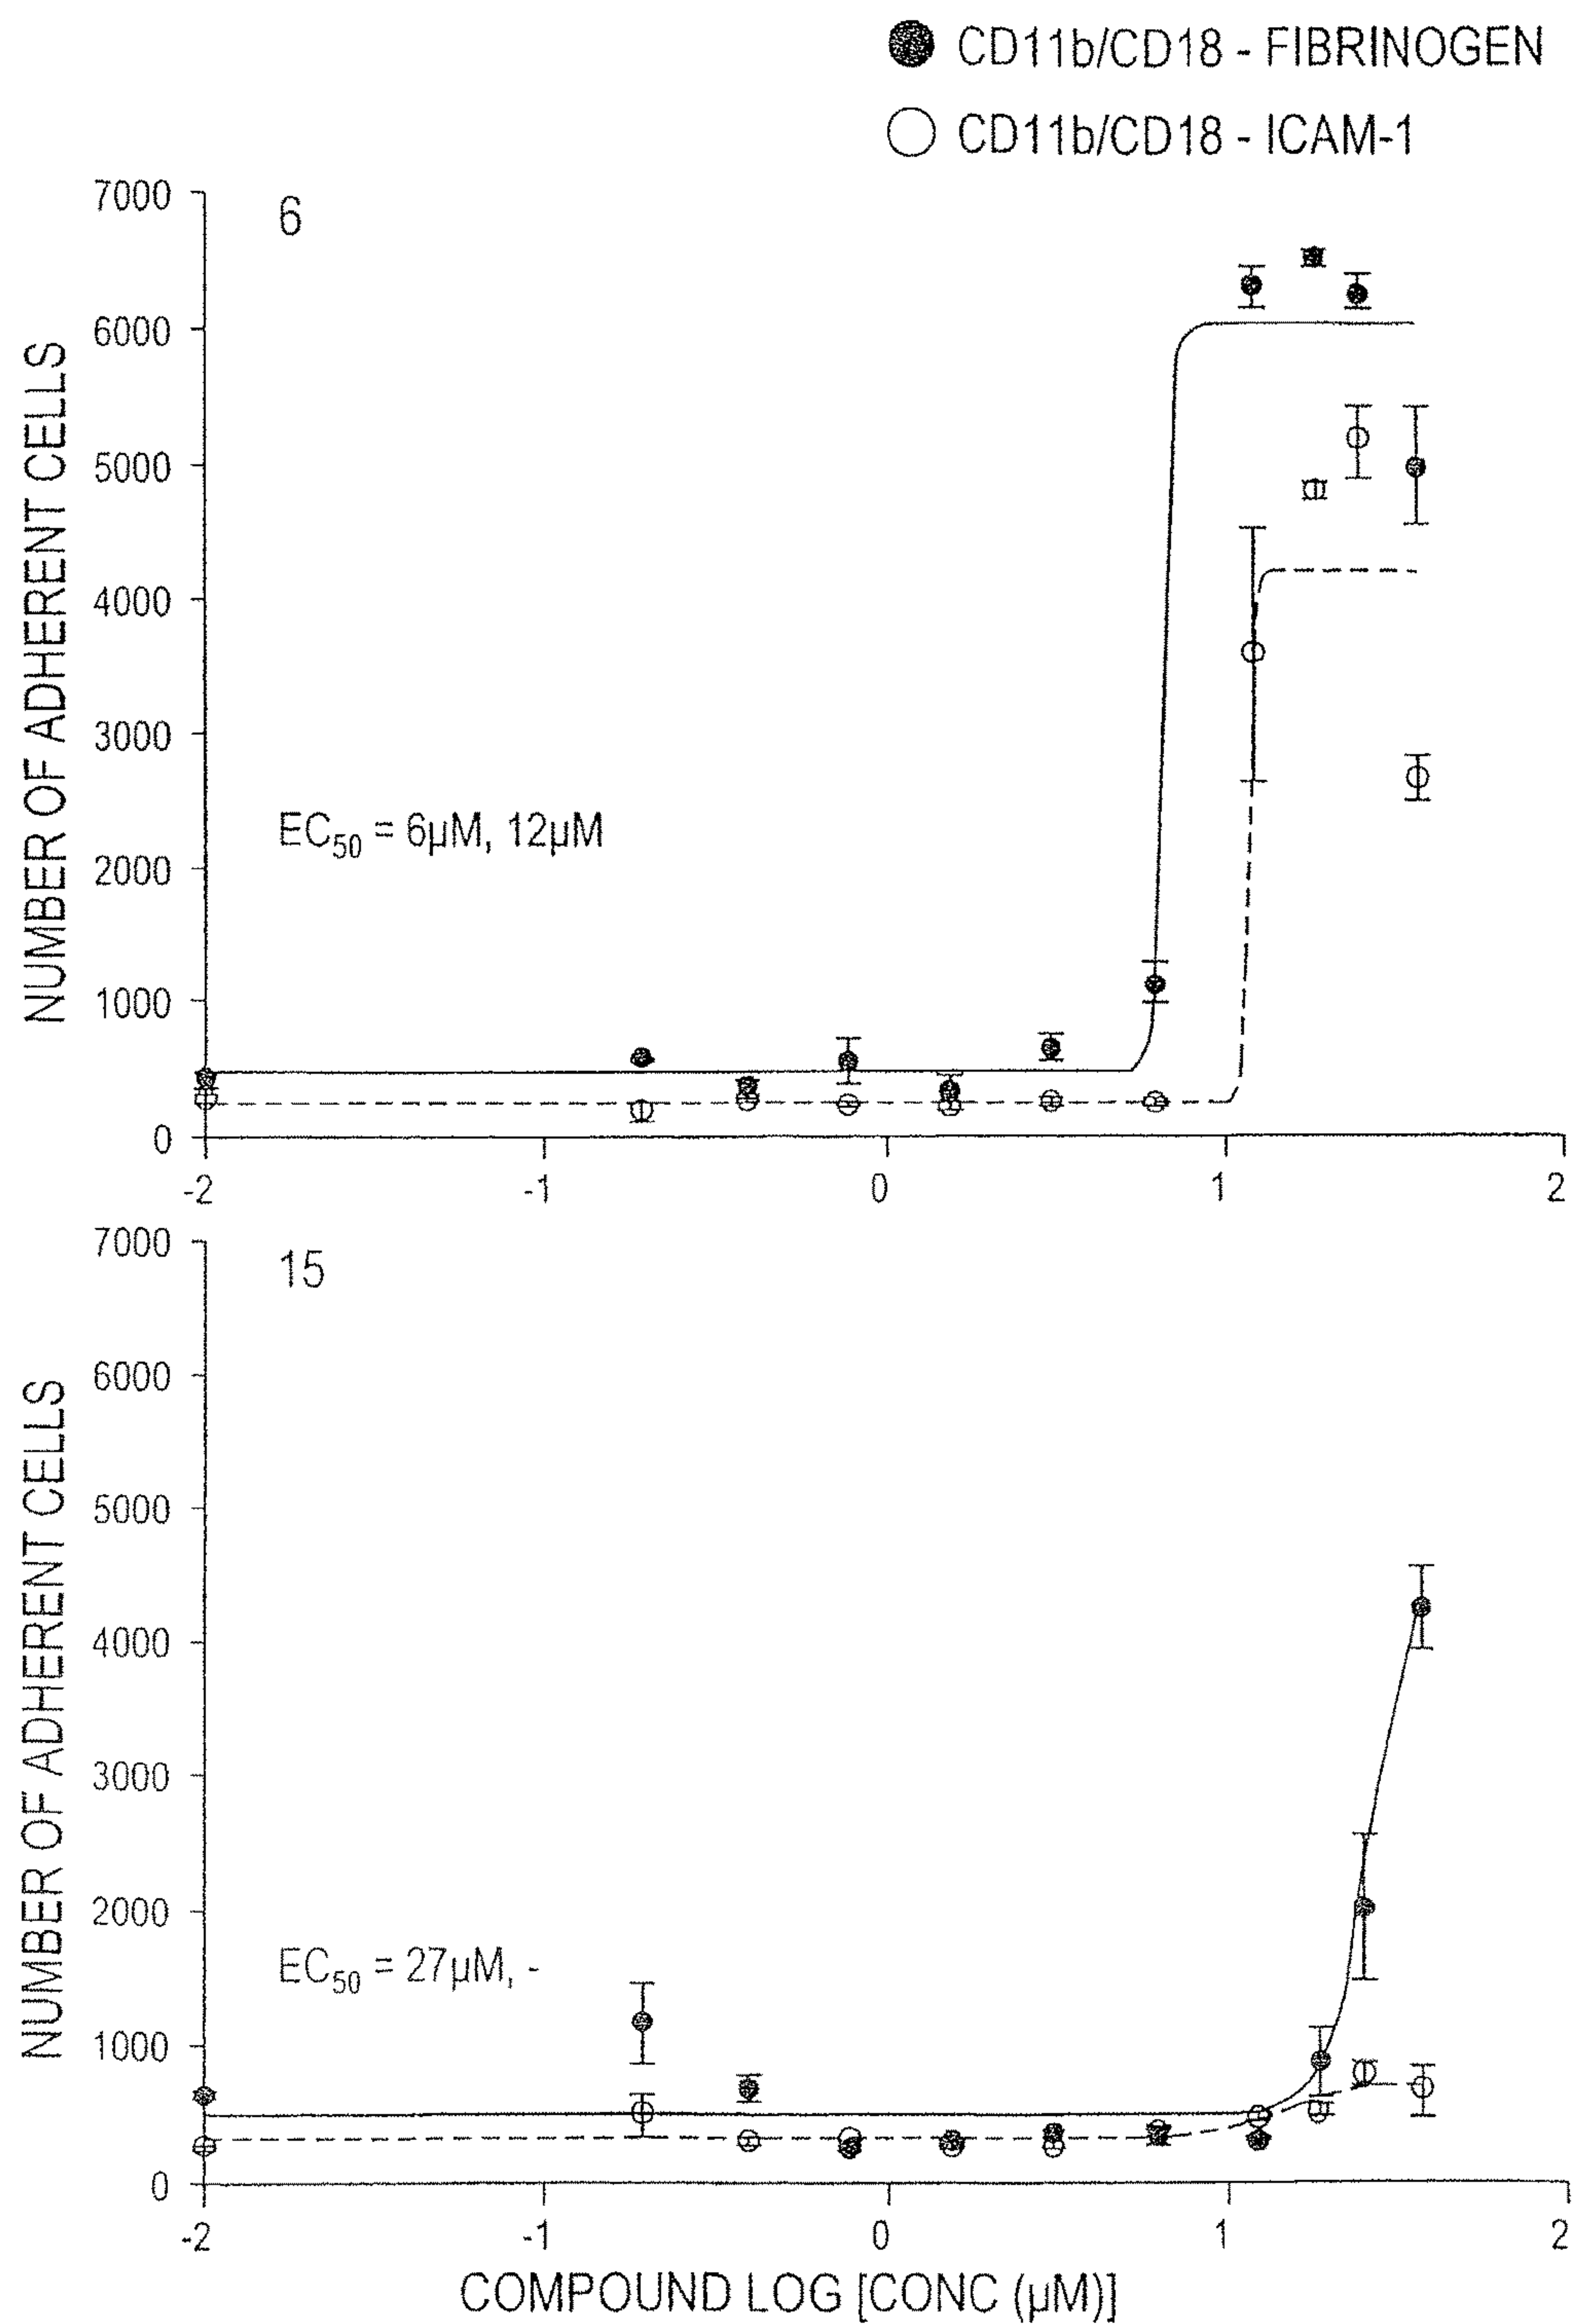 CD11b/CD18 - FIBRINOGEN
CD11b/CD18 - ICAM-1
NUMBER OF ADHERENT CELLS
7000
6000
5000
4000
3000
2000
1000
0
6
EC50 = 6µM, 12µM
-2 -1 0 1 2
NUMBER OF ADHERENT CELLS
7000
6000
5000
4000
3000
2000
1000
0
15
EC50 = 27µM, -
-2 -1 0 1 2
COMPOUND LOG [CONC (µM)]